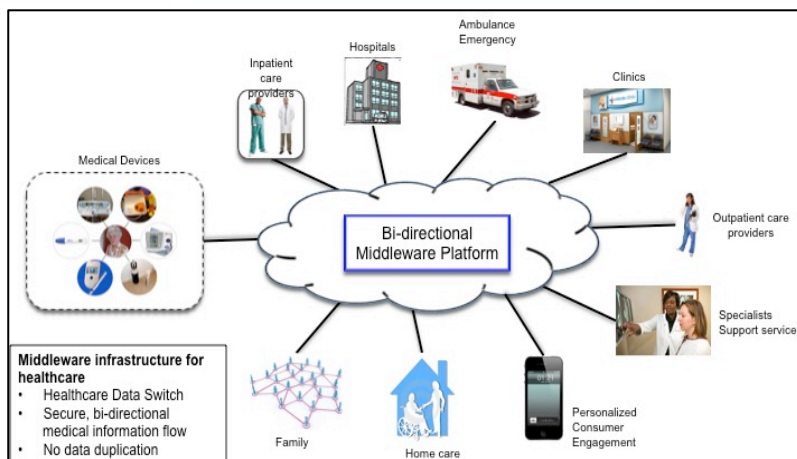 Ambulance
Emergency
Hospitals
Inpatient
care
providers
Clinics
Medical Devices
Bi-directional
Middleware Platform
Outpatient care
providers
Specialists
Support service
Middleware infrastructure for
healthcare
• Healthcare Data Switch
• Secure, bi-directional
medical information flow
• No data duplication
Family
Home care
Personalized
Consumer
Engagement